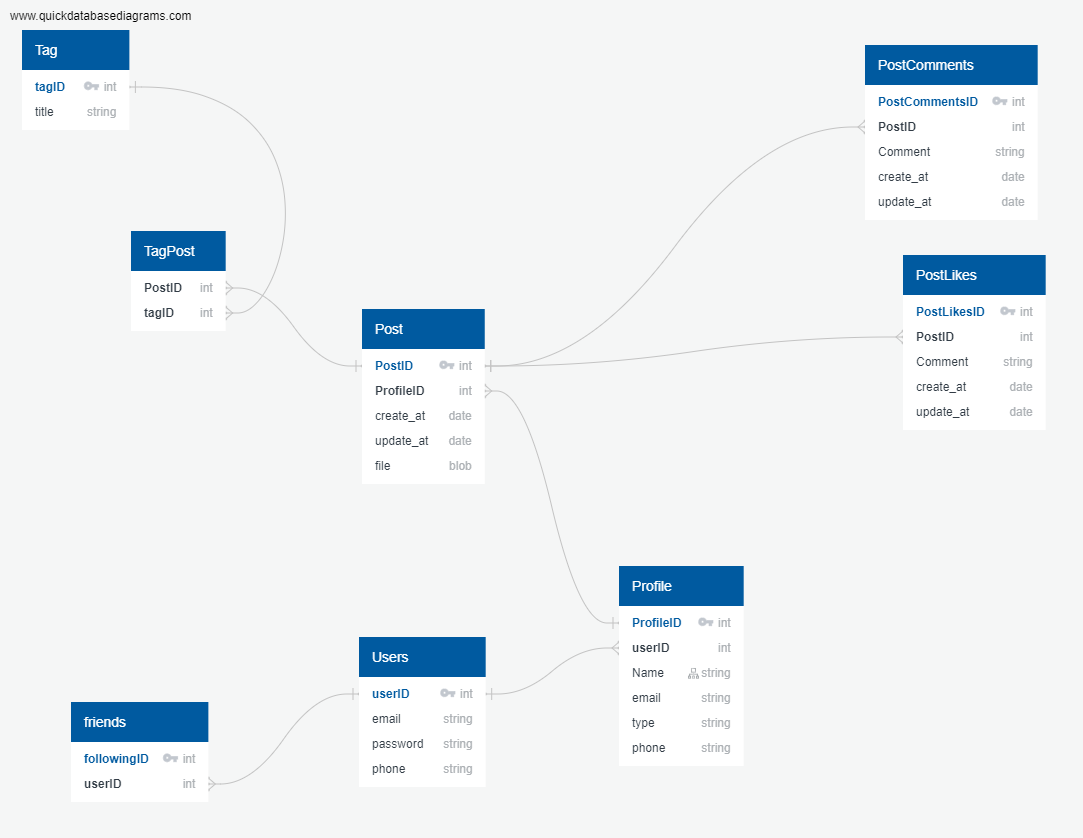 www.quickdatabasediagrams.com
Tag
tagID int
title string
TagPost
PostID int
tagID int
Post
PostID int
ProfileID int
create_at date
update_at date
file blob
PostComments
PostCommentsID int
PostID int
Comment string
create_at date
update_at date
PostLikes
PostLikesID int
PostID int
Comment string
create_at date
update_at date
Profile
ProfileID int
userID int
Name string
email string
type string
phone string
Users
userID int
email string
password string
phone string
friends
followingID int
userID int